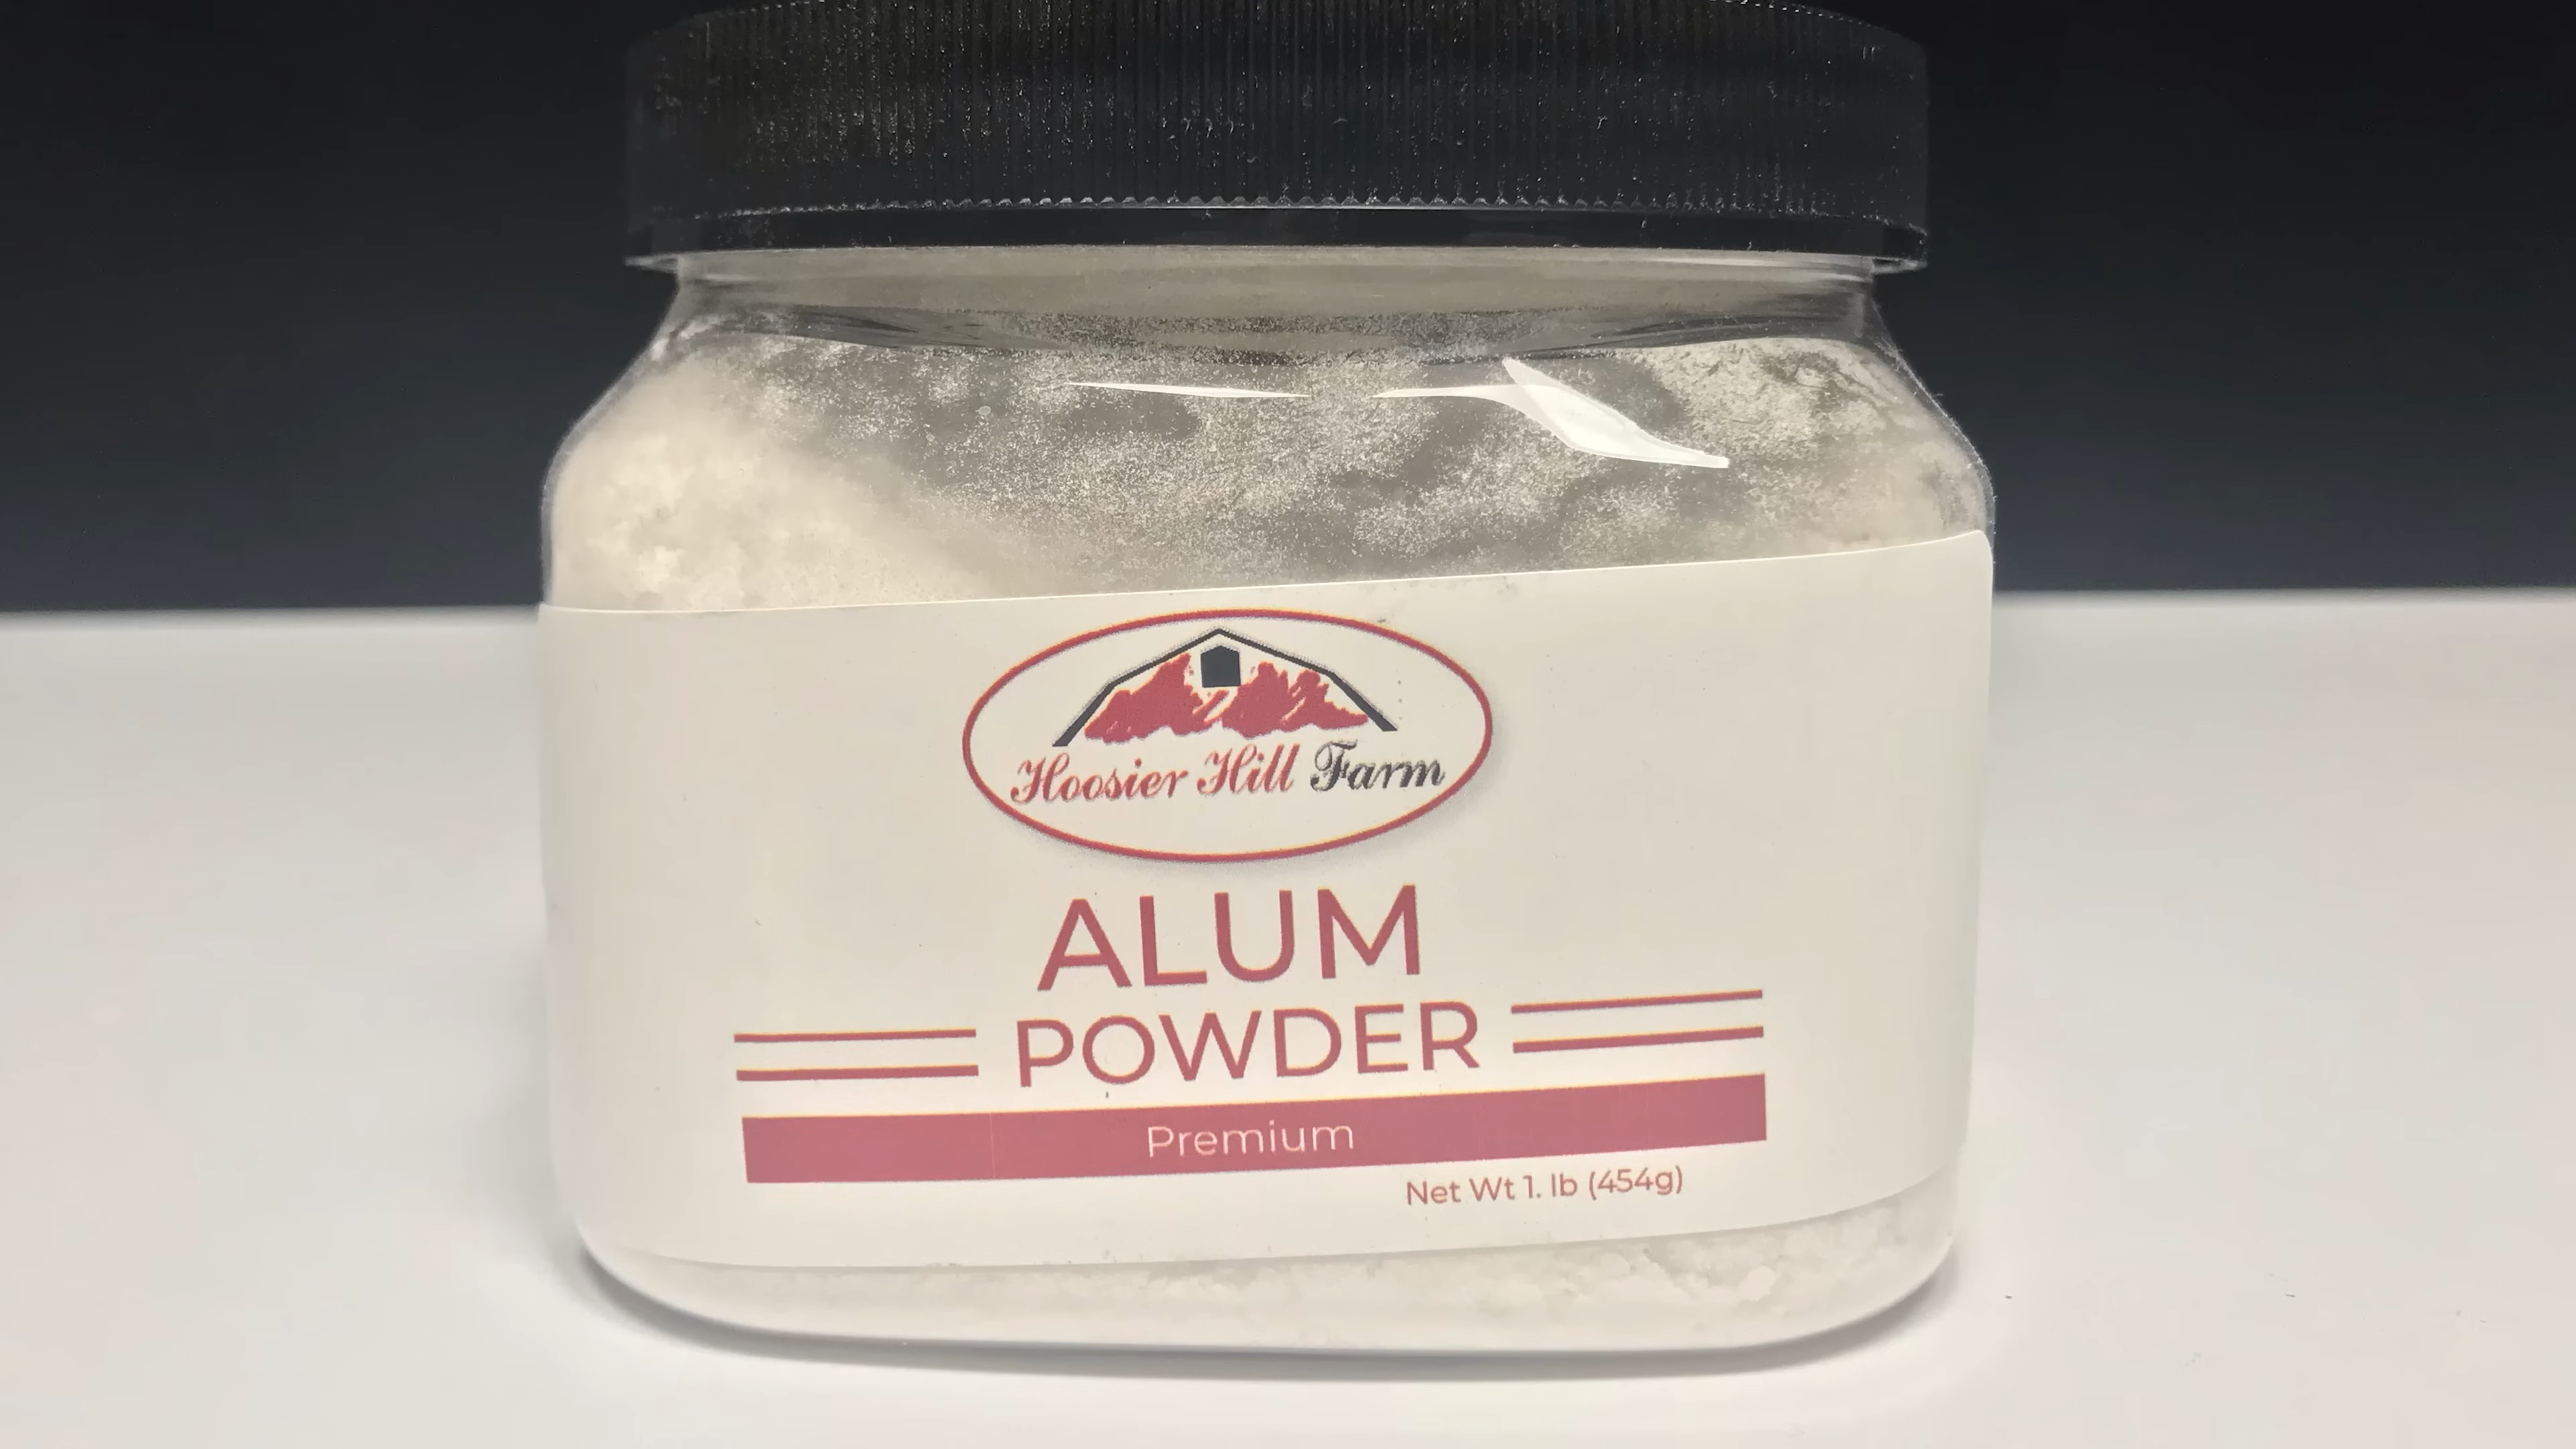 Hoosier Hill Farm
ALUM
POWDER
Premium
Net Wt 1. lb (454g)